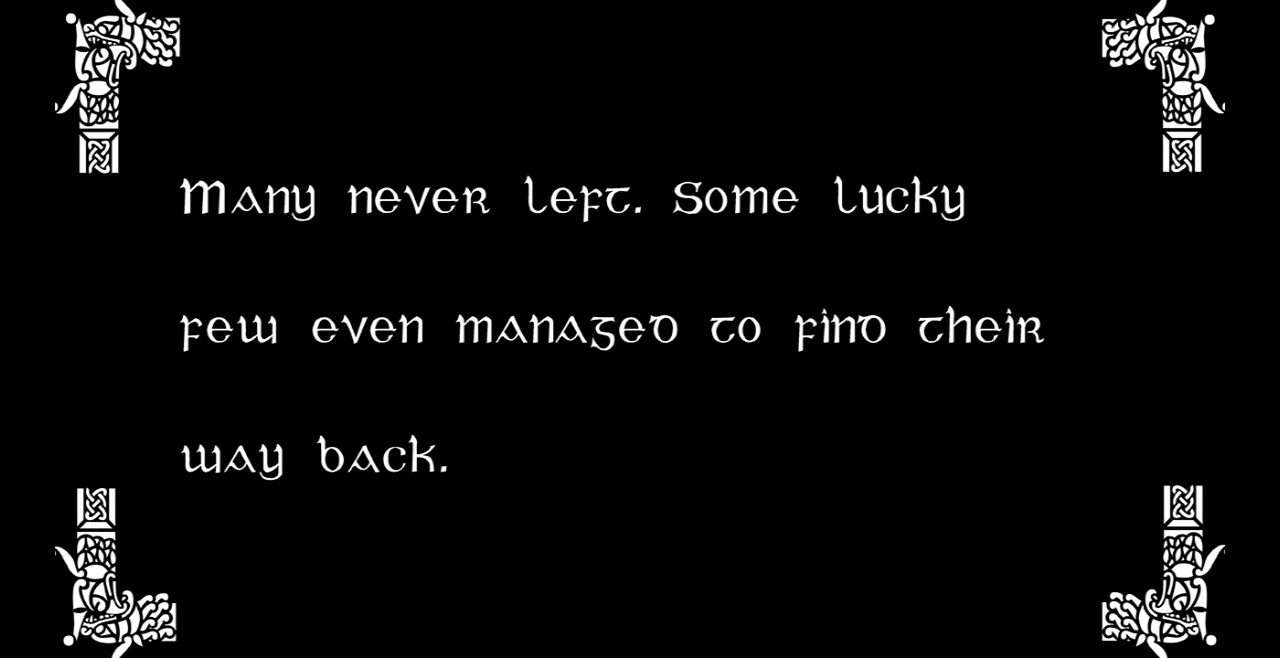 Many never left. Some lucky
few even managed to find their
way back.